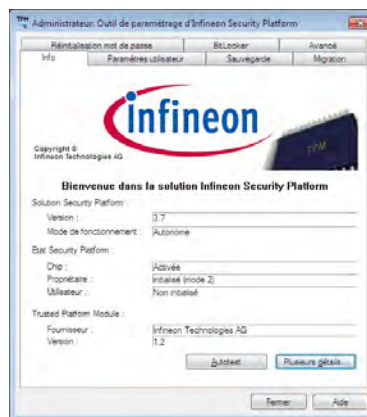 Administrateur: Outil de paramétrage d'Infineon Security Platform
Réinitialisation mot de passe BitLocker Avancé
Info Paramètres utilisateur Sauvegarde Migration
infineon
TPM
Copyright ©
Infineon Technologies AG
Bienvenue dans la solution Infineon Security Platform
Solution Security Platform
Version : 3.7
Mode de fonctionnement : Autonome
État Security Platform
Chip : Activée
Propriétaire : Initialisé (mode 2)
Utilisateur : Non initialisé
Trusted Platform Module :
Fournisseur : Infineon Technologies AG
Version : 1.2
Autotest Plusieurs détails...
Fermer Aide